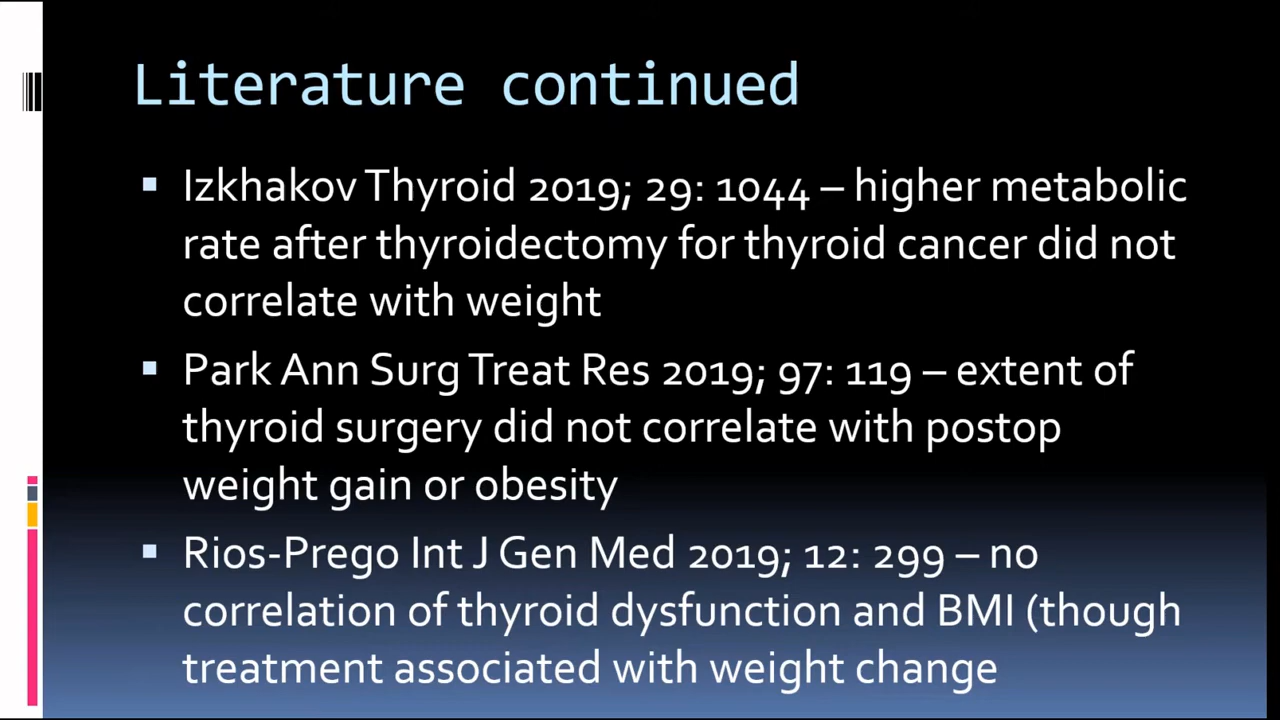 Literature continued
▪ Izkhakov Thyroid 2019; 29: 1044 – higher metabolic
rate after thyroidectomy for thyroid cancer did not
correlate with weight
▪ Park Ann Surg Treat Res 2019; 97: 119 – extent of
thyroid surgery did not correlate with postop
weight gain or obesity
▪ Rios-Prego Int J Gen Med 2019; 12: 299 – no
correlation of thyroid dysfunction and BMI (though
treatment associated with weight change